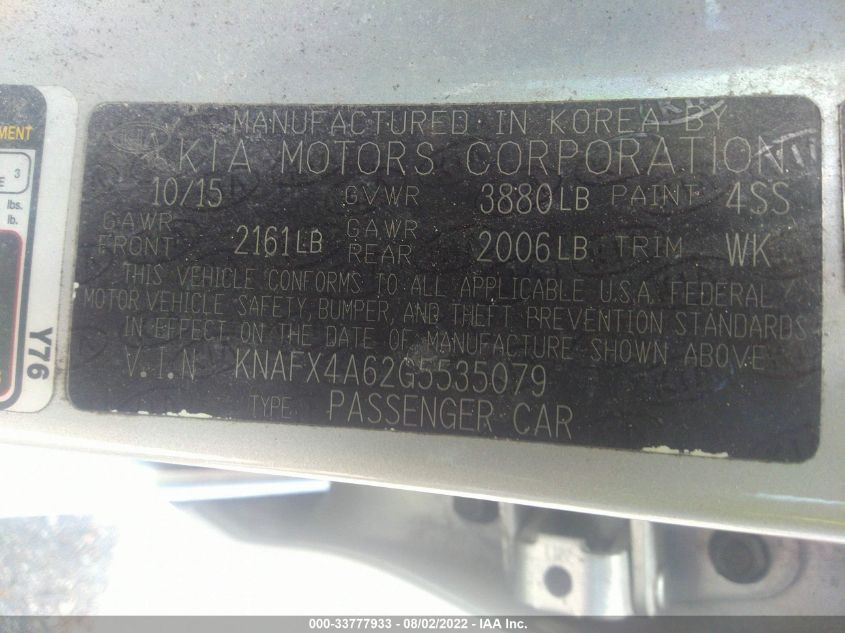 MANUFACTURED IN KOREA BY
KIA MOTORS CORPORATION
10/15 GVWR 3880LB PAINT 4SS
GAWR FRONT 2161LB GAWR REAR 2006LB TRIM WK
THIS VEHICLE CONFORMS TO ALL APPLICABLE U.S.A. FEDERAL
MOTOR VEHICLE SAFETY, BUMPER, AND THEFT PREVENTION STANDARDS
IN EFFECT ON THE DATE OF MANUFACTURE SHOWN ABOVE
V.I.N KNAFX4A62G5535079
TYPE PASSENGER CAR
MENT
3
E
lbs.
lb.
Y76
000-33777933 - 08/02/2022 - IAA Inc.